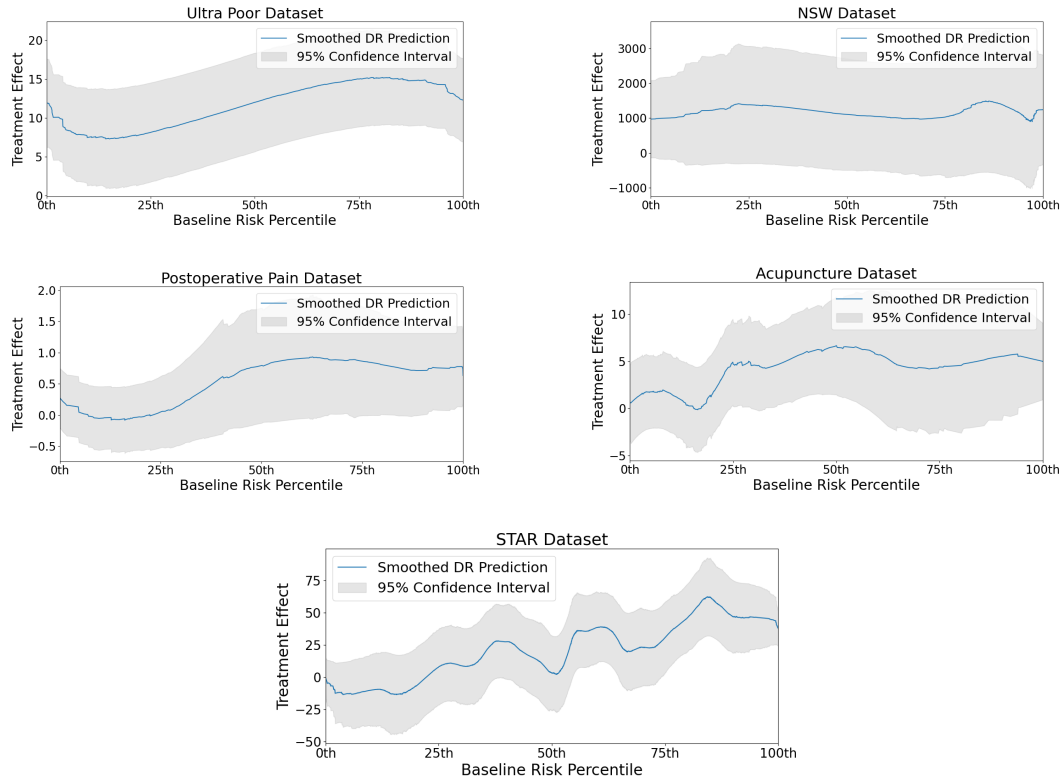 Ultra Poor Dataset
Treatment Effect
20
15
10
5
0
Smoothed DR Prediction
95% Confidence Interval
0th 25th 50th 75th 100th
Baseline Risk Percentile
NSW Dataset
Treatment Effect
3000
2000
1000
0
−1000
Smoothed DR Prediction
95% Confidence Interval
0th 25th 50th 75th 100th
Baseline Risk Percentile
Postoperative Pain Dataset
Treatment Effect
2.0
1.5
1.0
0.5
0.0
−0.5
Smoothed DR Prediction
95% Confidence Interval
0th 25th 50th 75th 100th
Baseline Risk Percentile
Acupuncture Dataset
Treatment Effect
10
5
0
−5
Smoothed DR Prediction
95% Confidence Interval
0th 25th 50th 75th 100th
Baseline Risk Percentile
STAR Dataset
Treatment Effect
75
50
25
0
−25
−50
Smoothed DR Prediction
95% Confidence Interval
0th 25th 50th 75th 100th
Baseline Risk Percentile